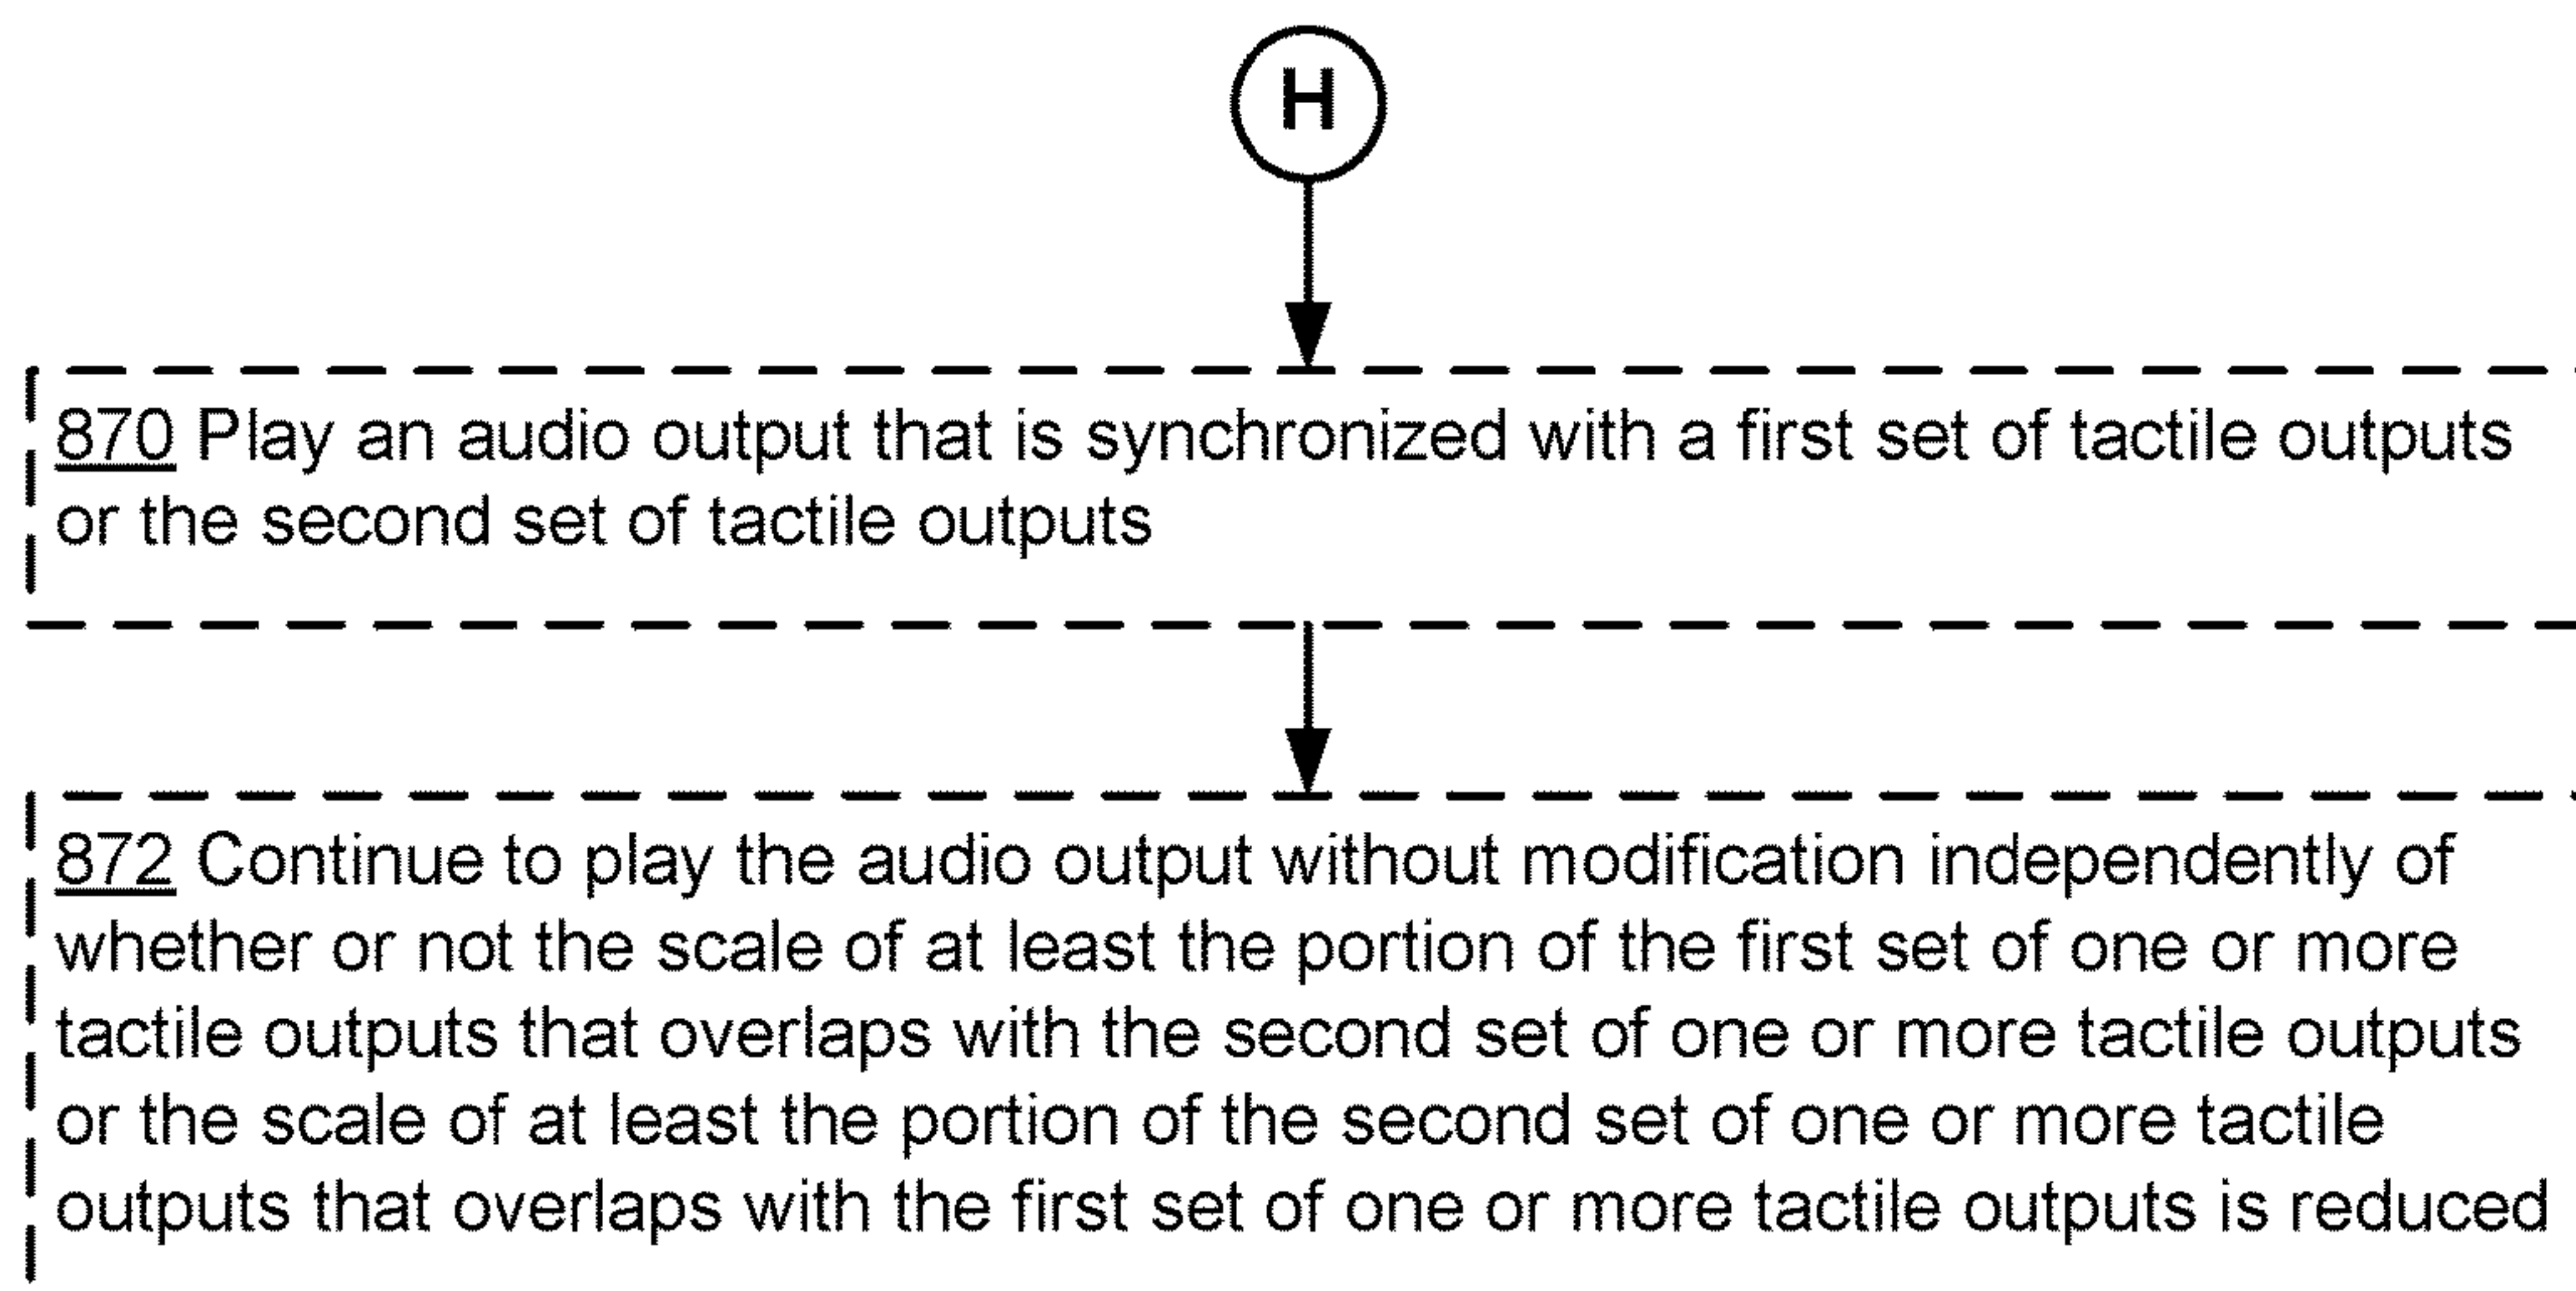 H
870 Play an audio output that is synchronized with a first set of tactile outputs
or the second set of tactile outputs
872 Continue to play the audio output without modification independently of
whether or not the scale of at least the portion of the first set of one or more
tactile outputs that overlaps with the second set of one or more tactile outputs
or the scale of at least the portion of the second set of one or more tactile
outputs that overlaps with the first set of one or more tactile outputs is reduced